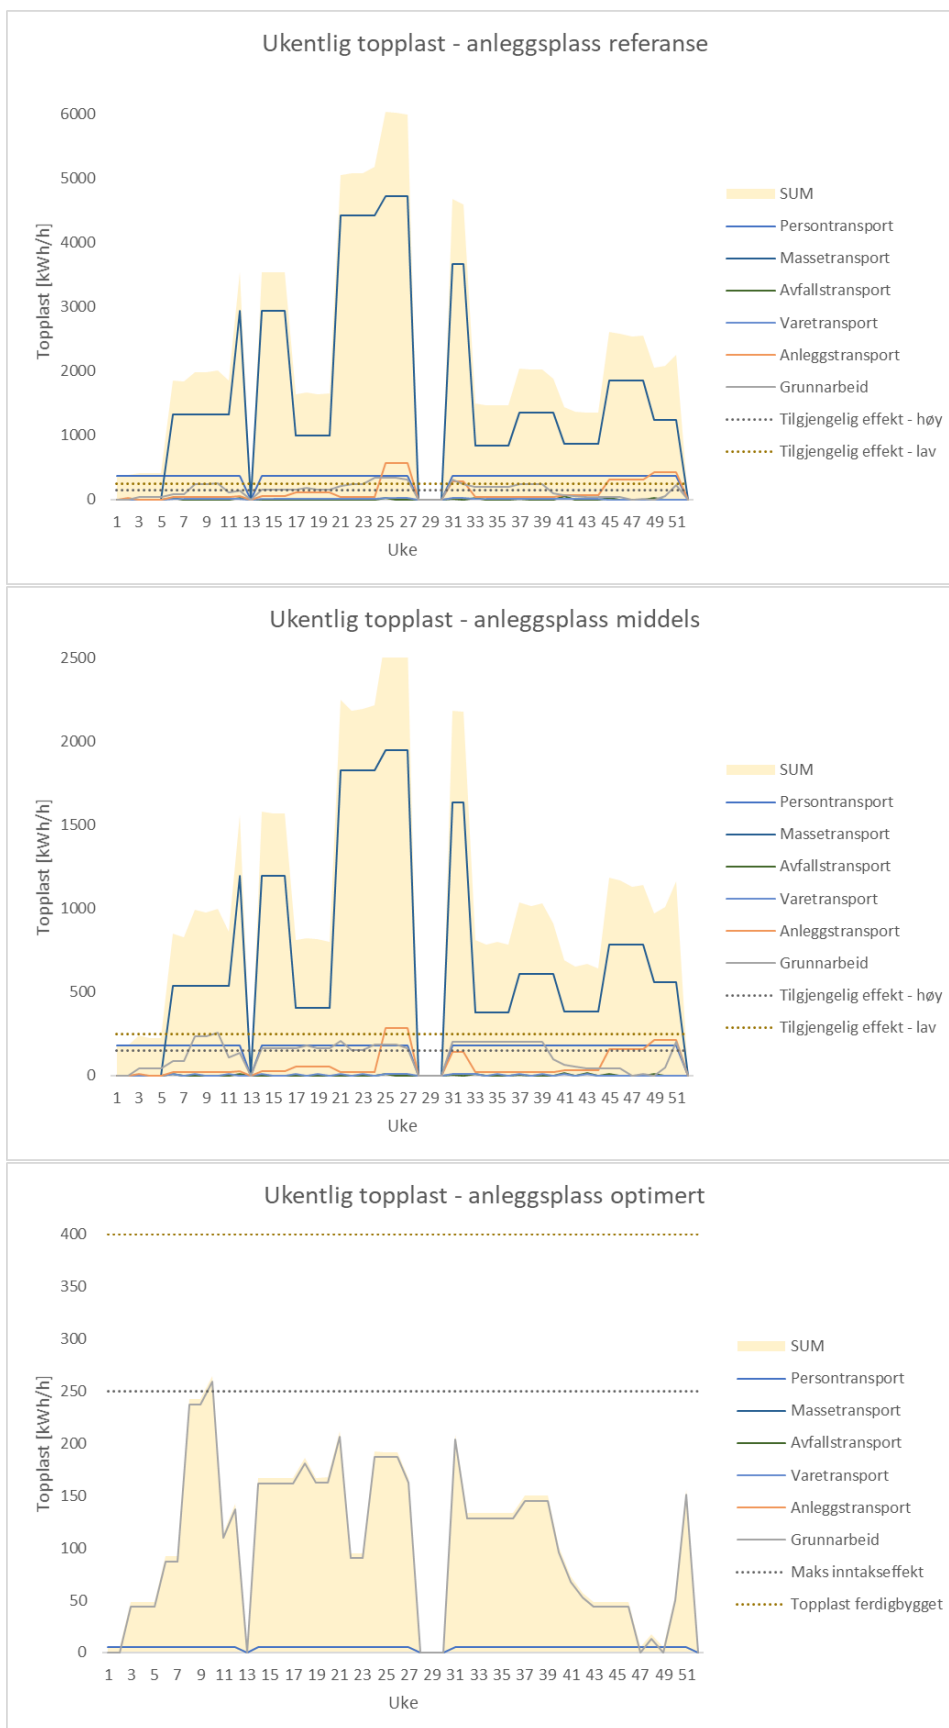 Ukentlig topplast - anleggsplass referanse
6000
5000
4000
3000
2000
1000
0
Topplast [kWh/h]
1 3 5 7 9 11 13 15 17 19 21 23 25 27 29 31 33 35 37 39 41 43 45 47 49 51
Uke
SUM
Persontransport
Massetransport
Avfallstransport
Varetransport
Anleggstransport
Grunnarbeid
Tilgjengelig effekt - høy
Tilgjengelig effekt - lav
Ukentlig topplast - anleggsplass middels
2500
2000
1500
1000
500
0
Topplast [kWh/h]
1 3 5 7 9 11 13 15 17 19 21 23 25 27 29 31 33 35 37 39 41 43 45 47 49 51
Uke
SUM
Persontransport
Massetransport
Avfallstransport
Varetransport
Anleggstransport
Grunnarbeid
Tilgjengelig effekt - høy
Tilgjengelig effekt - lav
Ukentlig topplast - anleggsplass optimert
400
350
300
250
200
150
100
50
0
Topplast [kWh/h]
1 3 5 7 9 11 13 15 17 19 21 23 25 27 29 31 33 35 37 39 41 43 45 47 49 51
Uke
SUM
Persontransport
Massetransport
Avfallstransport
Varetransport
Anleggstransport
Grunnarbeid
Maks inntakseffekt
Topplast ferdigbygget